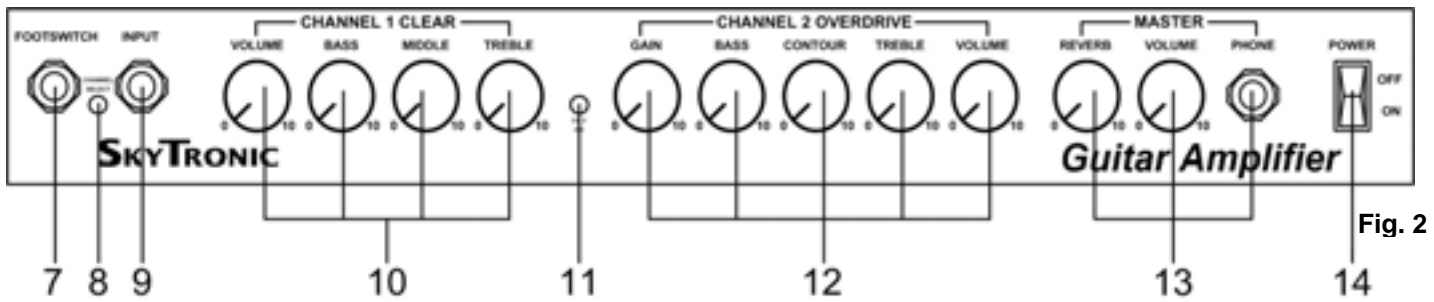 CHANNEL 1 CLEAR CHANNEL 2 OVERDRIVE MASTER
FOOTSWITCH INPUT VOLUME BASS MIDDLE TREBLE GAIN BASS CONTOUR TREBLE VOLUME REVERB VOLUME PHONE POWER
CHANNEL
SELECT
OFF
ON
0 10 0 10 0 10 0 10 0 10 0 10 0 10 0 10 0 10 0 10 0 10
SKYTRONIC Guitar Amplifier
Fig. 2
7 8 9 10 11 12 13 14